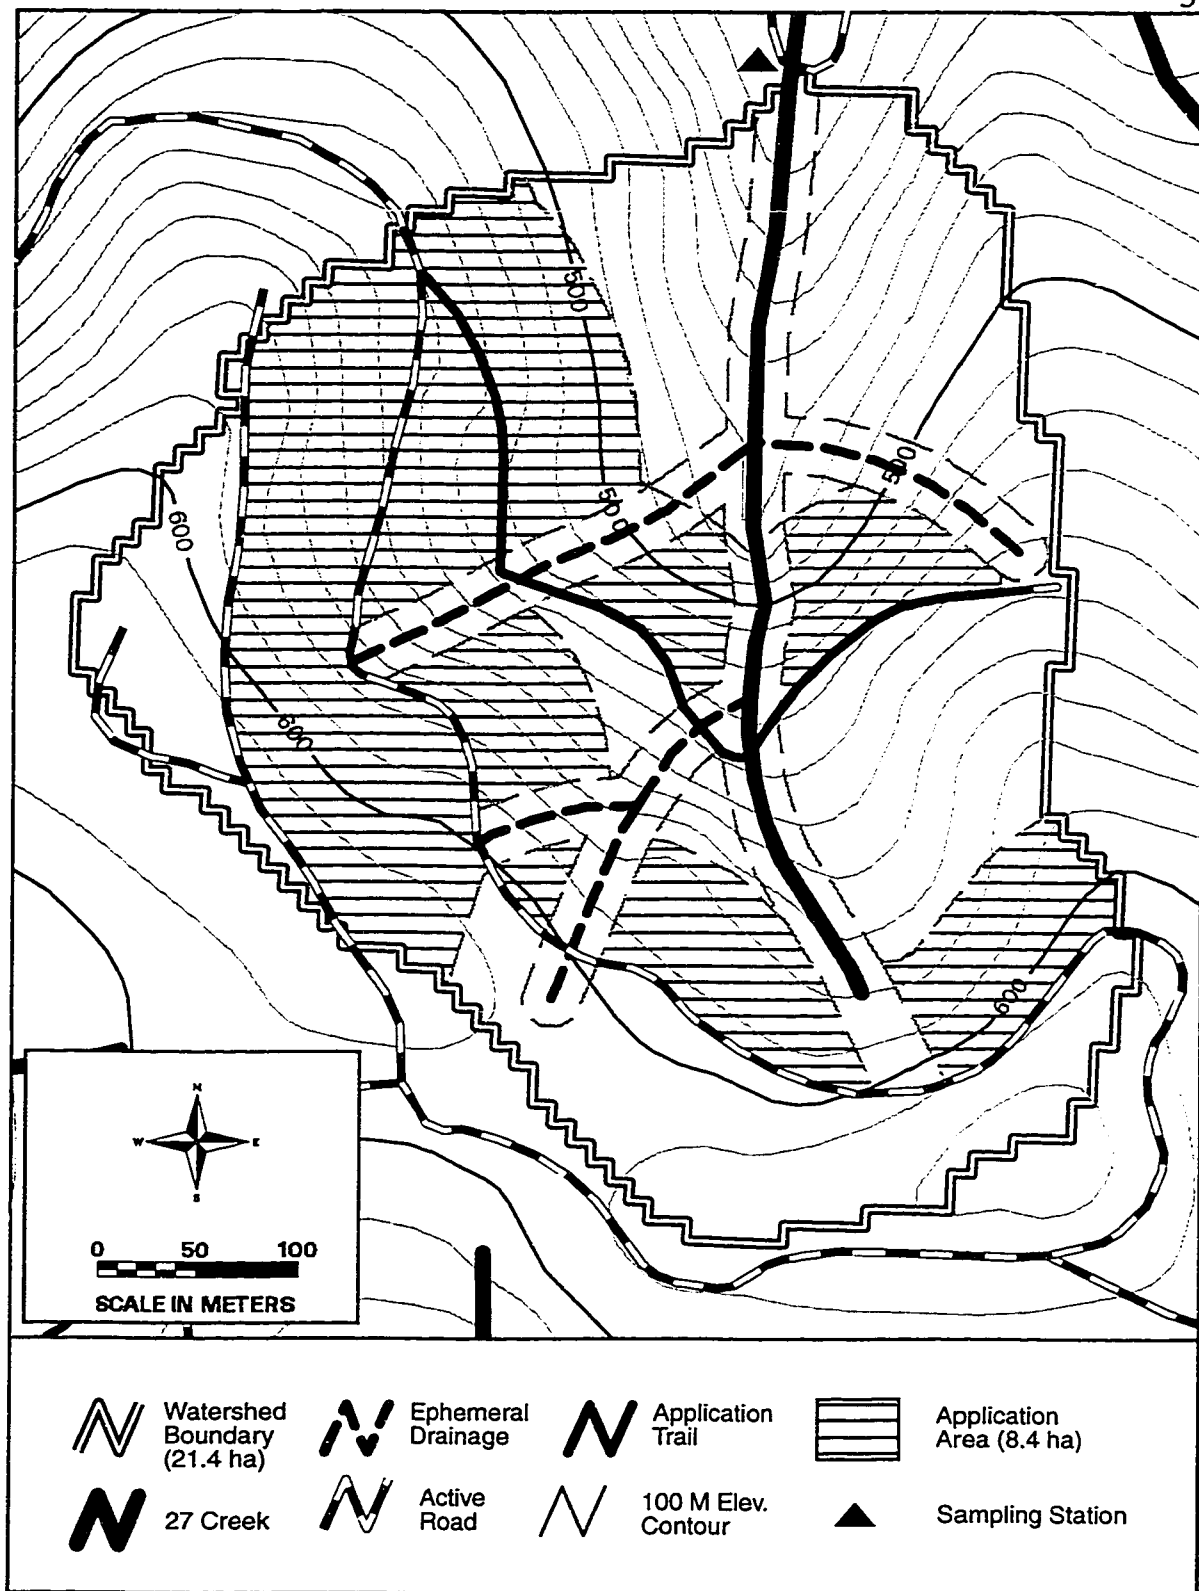 500
500
500
600
600
600
N
W E
S
0 50 100
SCALE IN METERS
Watershed
Boundary
(21.4 ha)
Ephemeral
Drainage
Application
Trail
Application
Area (8.4 ha)
27 Creek
Active
Road
100 M Elev.
Contour
Sampling Station